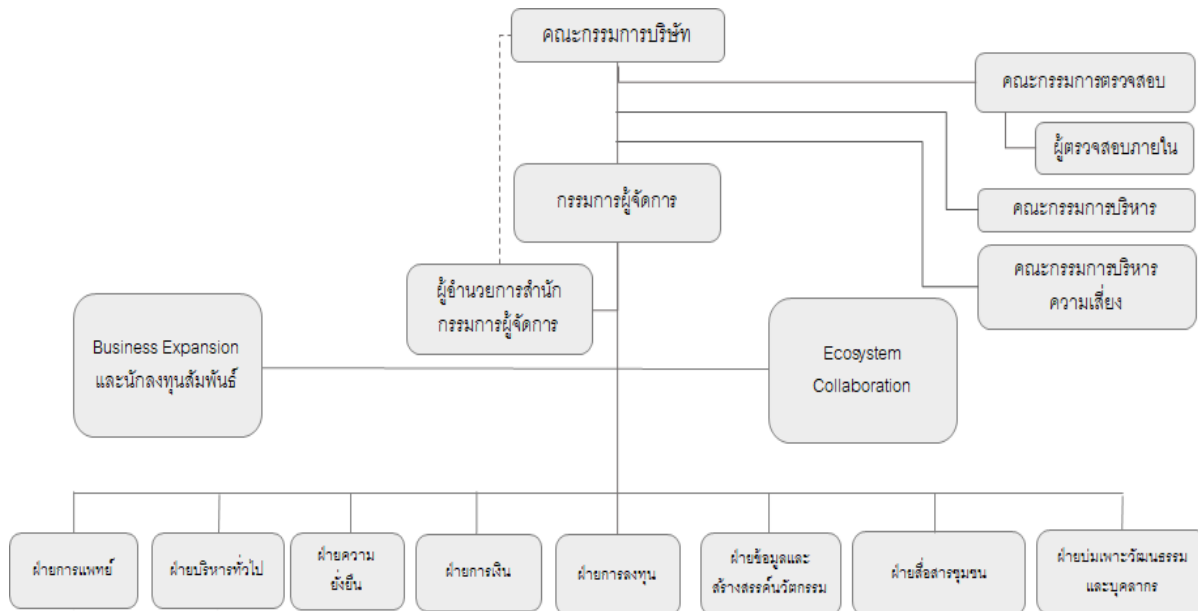 คณะกรรมการบริษัท
คณะกรรมการตรวจสอบ
ผู้ตรวจสอบภายใน
กรรมการผู้จัดการ
คณะกรรมการบริหาร
คณะกรรมการบริหาร
ความเสี่ยง
ผู้อำนวยการสำนัก
กรรมการผู้จัดการ
Business Expansion
และนักลงทุนสัมพันธ์
Ecosystem
Collaboration
ฝ่ายการแพทย์
ฝ่ายบริหารทั่วไป
ฝ่ายความ
ยั่งยืน
ฝ่ายการเงิน
ฝ่ายการลงทุน
ฝ่ายข้อมูลและ
สร้างสรรค์นวัตกรรม
ฝ่ายสื่อสารชุมชน
ฝ่ายบ่มเพาะวัฒนธรรม
และบุคลากร